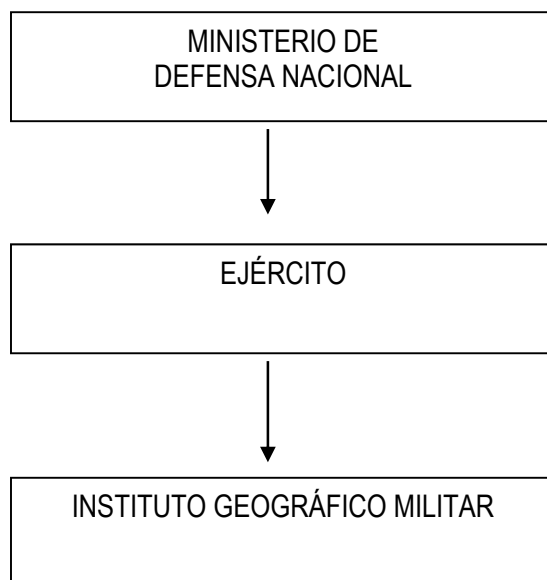 MINISTERIO DE
DEFENSA NACIONAL
EJÉRCITO
INSTITUTO GEOGRÁFICO MILITAR